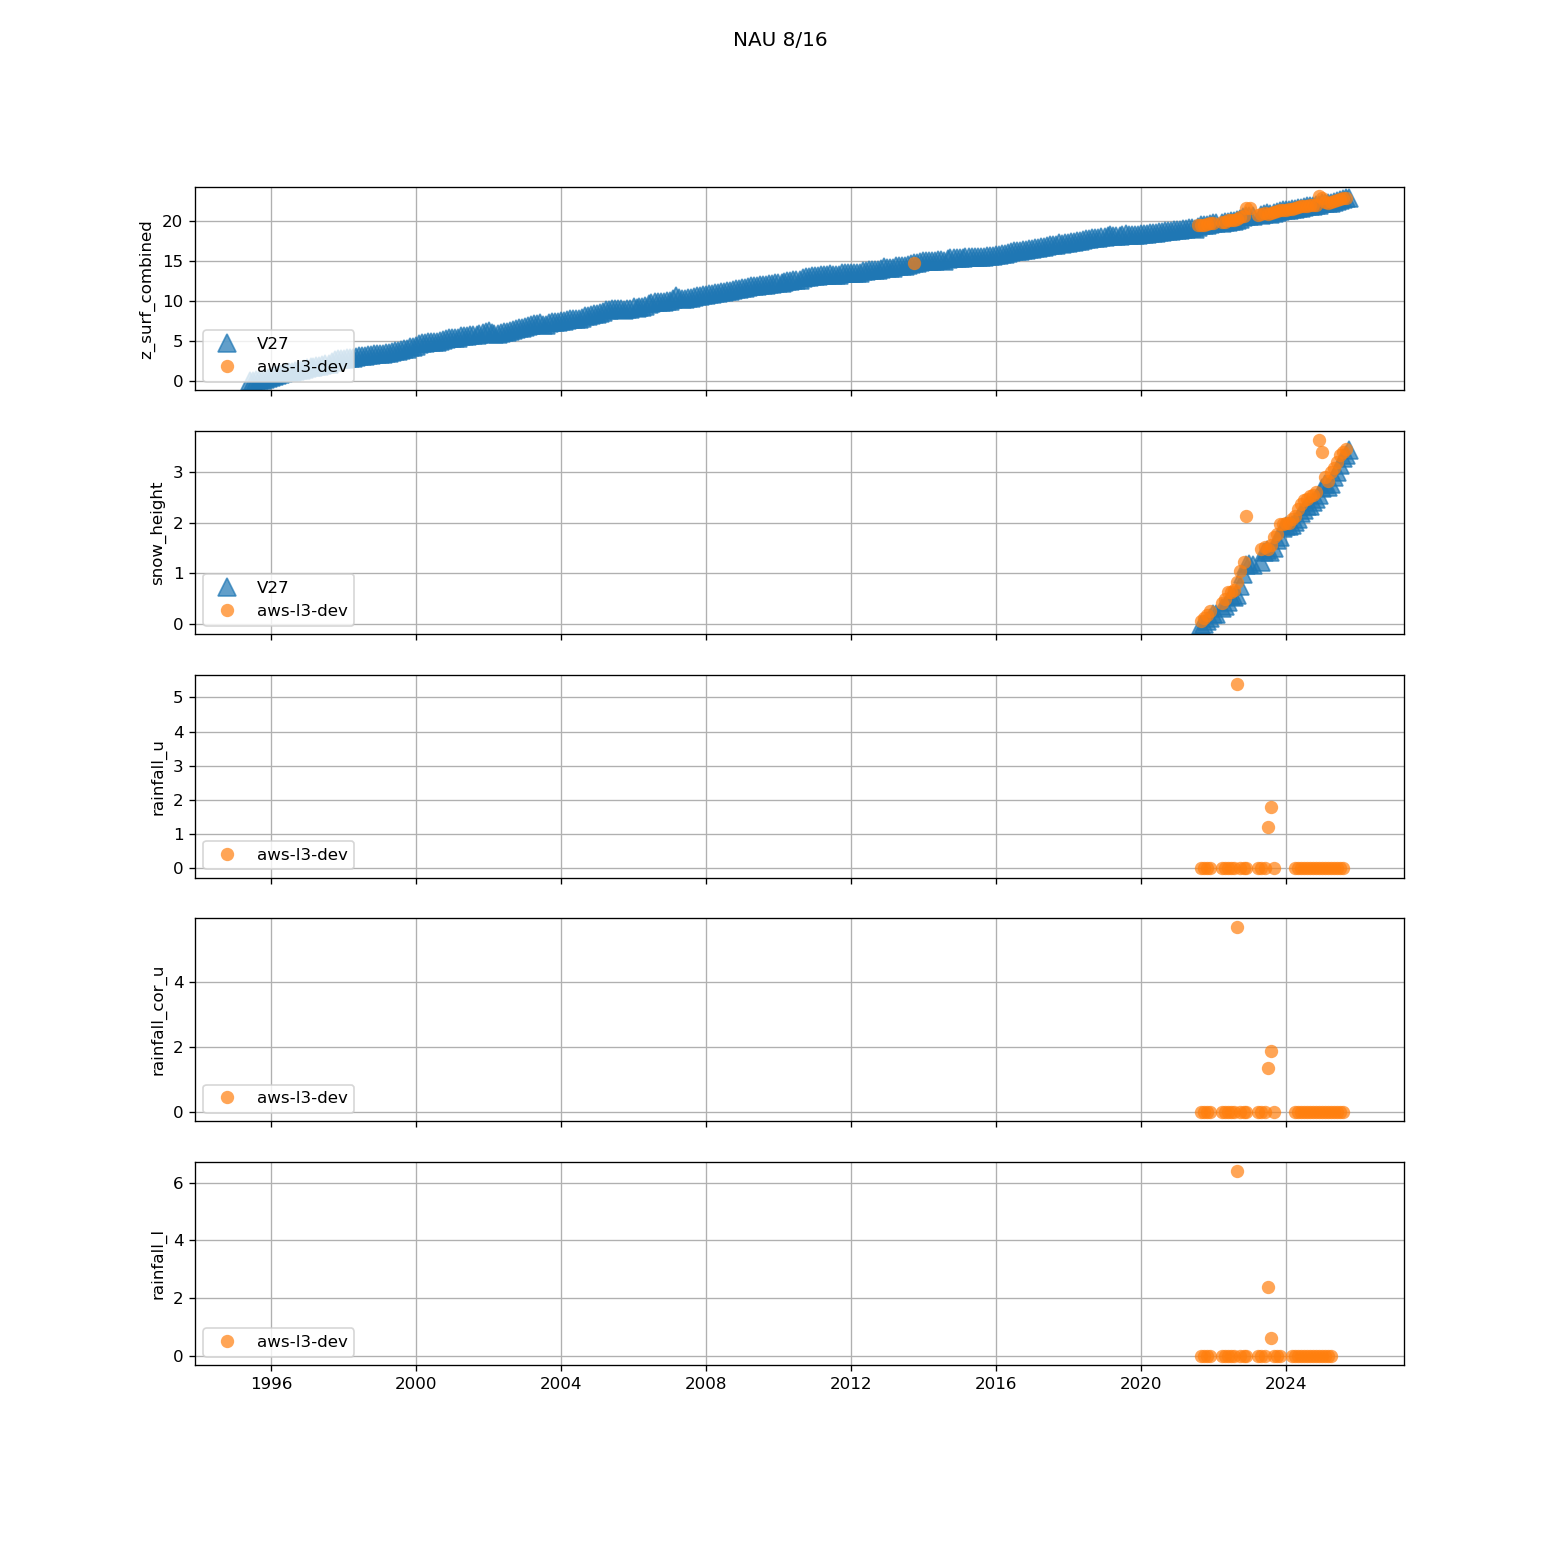 NAU 8/16
z_surf_combined
20
15
10
5
0
V27
aws-l3-dev
snow_height
3
2
1
0
V27
aws-l3-dev
rainfall_u
5
4
3
2
1
0
aws-l3-dev
rainfall_cor_u
4
2
0
aws-l3-dev
rainfall_l
6
4
2
0
aws-l3-dev
1996 2000 2004 2008 2012 2016 2020 2024